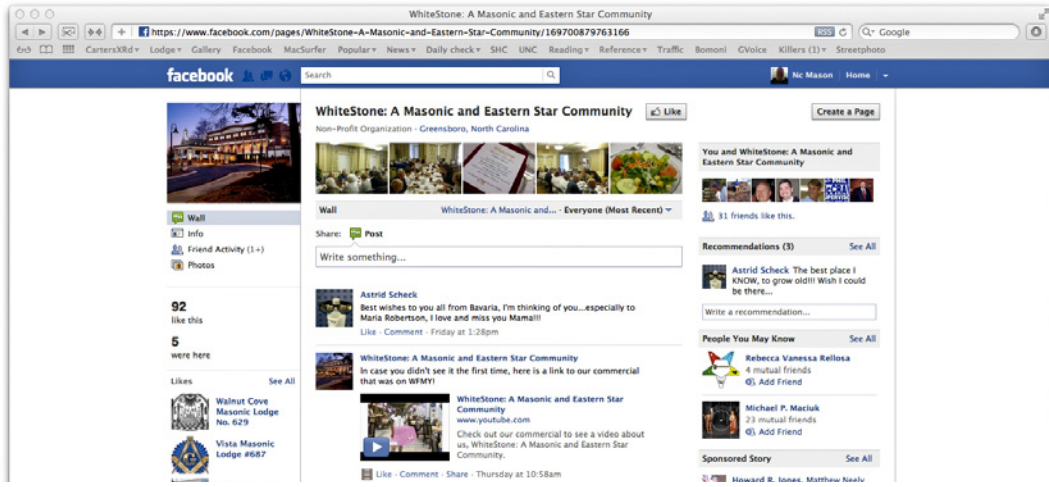 WhiteStone: A Masonic and Eastern Star Community
https://www.facebook.com/pages/WhiteStone-A-Masonic-and-Eastern-Star-Community/169700879763166
RSS
Google
CartersXRd Lodge Gallery Facebook MacSurfer Popular News Daily check SHC UNC Reading Reference Traffic Bomoni GVoice Killers (1) Streetphoto
facebook
Search
Nc Mason
Home
WhiteStone: A Masonic and Eastern Star Community
Like
Create a Page
Non-Profit Organization · Greensboro, North Carolina
Wall
Info
Friend Activity (1+)
Photos
92
like this
5
were here
Likes
See All
Walnut Cove
Masonic Lodge
No. 629
Vista Masonic
Lodge #687
Wall
WhiteStone: A Masonic and... · Everyone (Most Recent)
Share:
Post
Write something...
Astrid Scheck
Best wishes to you all from Bavaria, I'm thinking of you...especially to
Maria Robertson, I love and miss you Mama!!!
Like · Comment · Friday at 1:28pm
WhiteStone: A Masonic and Eastern Star Community
In case you didn't see it the first time, here is a link to our commercial
that was on WFMY!
WhiteStone: A Masonic and Eastern Star
Community
www.youtube.com
Check out our commercial to see a video about
us, WhiteStone: A Masonic and Eastern Star
Community.
Like · Comment · Share · Thursday at 10:58am
You and WhiteStone: A Masonic and
Eastern Star Community
31 friends like this.
Recommendations (3)
See All
Astrid Scheck The best place I
KNOW, to grow old!!! Wish I could
be there...
Write a recommendation...
People You May Know
See All
Rebecca Vanessa Rellosa
4 mutual friends
Add Friend
Michael P. Maciuk
23 mutual friends
Add Friend
Sponsored Story
See All
Howard R. Jones, Matthew Neely